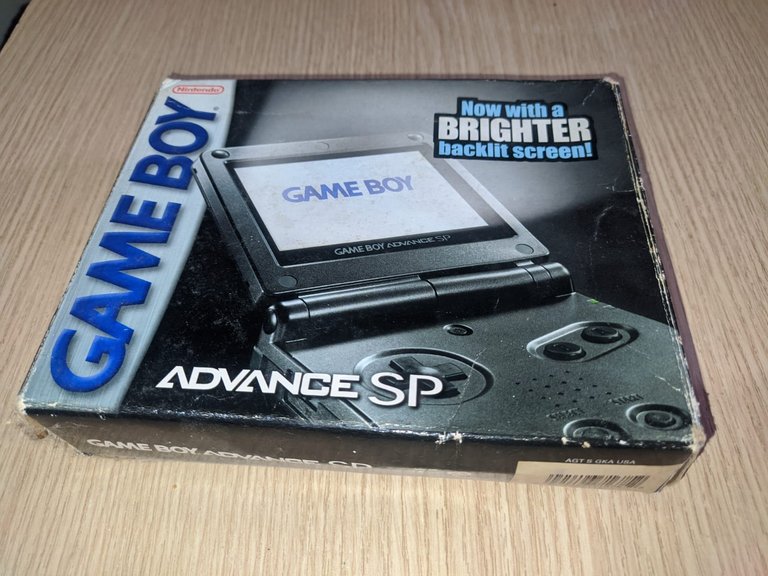 Nintendo
GAME BOY
Now with a
BRIGHTER
backlit screen!
GAME BOY
GAME BOY ADVANCE SP
START
ADVANCE SP
GAME BOY ADVANCE SP
AGT S GKA USA